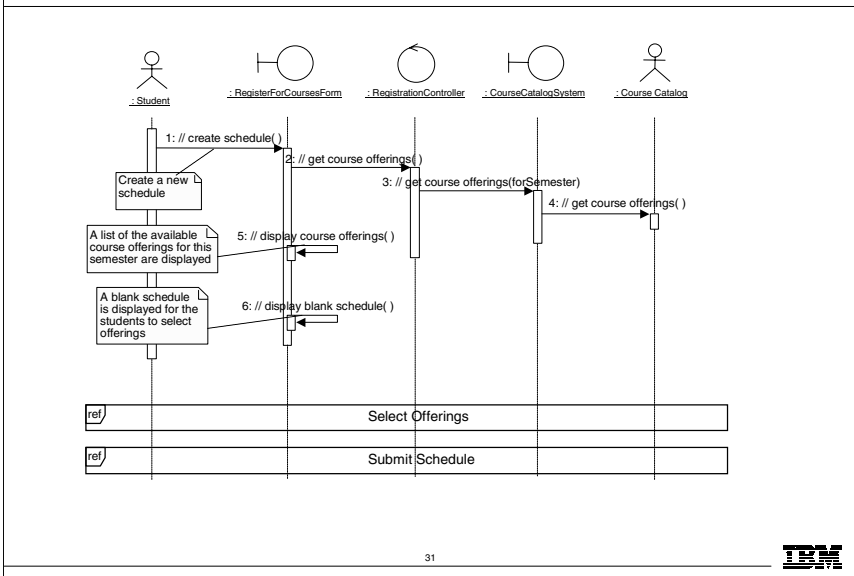 : Student
: RegisterForCoursesForm
: RegistrationController
: CourseCatalogSystem
: Course Catalog
1: // create schedule( )
2: // get course offerings( )
Create a new
schedule
3: // get course offerings(forSemester)
4: // get course offerings( )
A list of the available
course offerings for this
semester are displayed
5: // display course offerings( )
A blank schedule
is displayed for the
students to select
offerings
6: // display blank schedule( )
ref
Select Offerings
ref
Submit Schedule
31
IBM